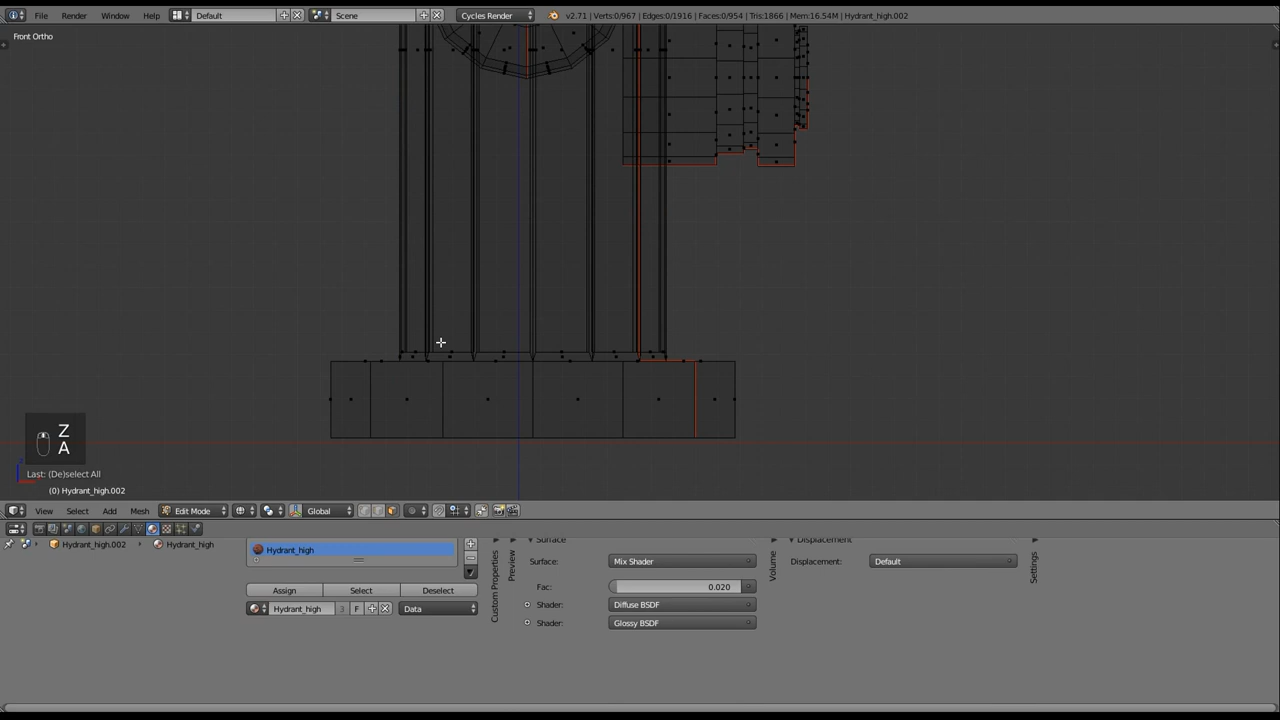 File Render Window Help Default Scene Cycles Render v2.71 | Verts:0/967 | Edges:0/1916 | Faces:0/954 | Tris:1866 | Mem:16.54M | Hydrant_high.002
Front Ortho
Z
A
Last: (De)select All
(0) Hydrant_high.002
View Select Add Mesh Edit Mode Global
Hydrant_high.002 Hydrant_high
Hydrant_high
Assign Select Deselect
Hydrant_high 3 F Data
Custom Properties
Preview
Surface
Surface: Mix Shader
Fac: 0.020
Shader: Diffuse BSDF
Shader: Glossy BSDF
Volume
Displacement
Displacement: Default
Settings